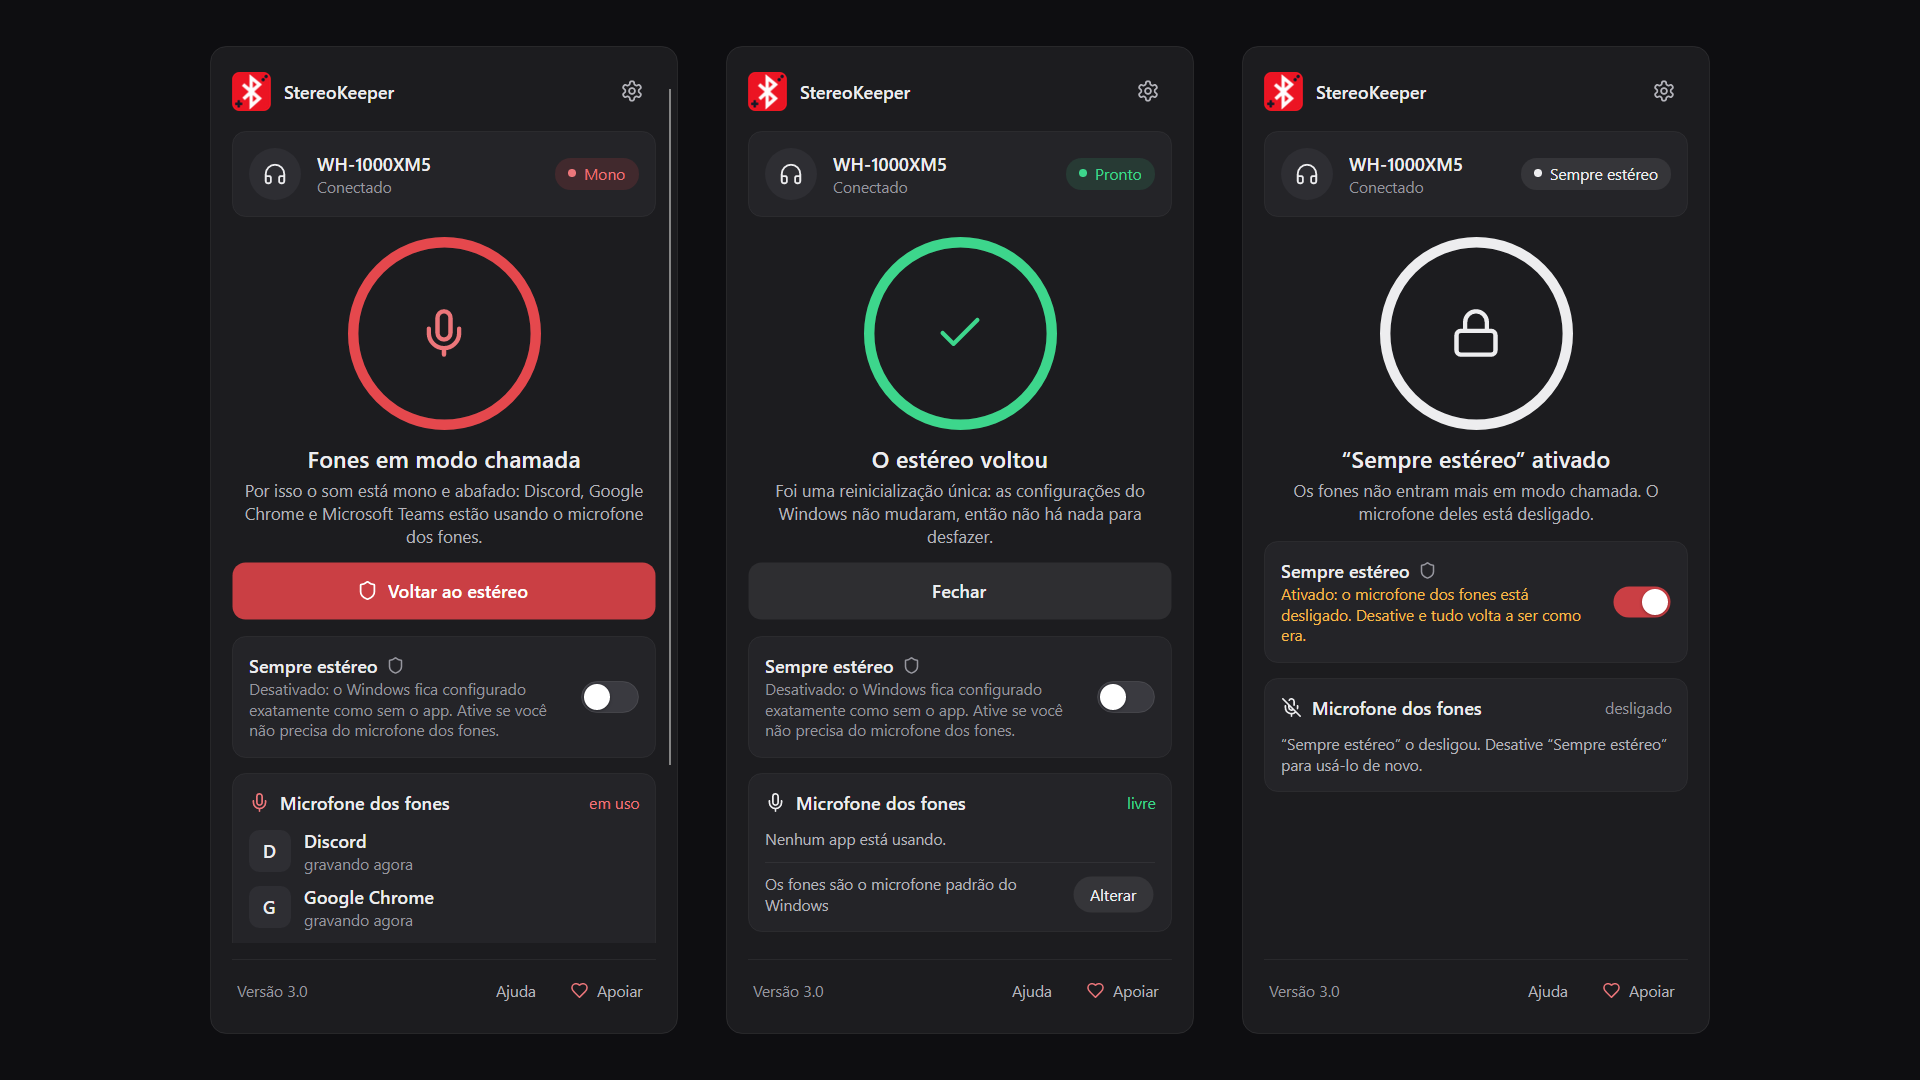 StereoKeeper
WH-1000XM5
Conectado
Mono
Fones em modo chamada
Por isso o som está mono e abafado: Discord, Google
Chrome e Microsoft Teams estão usando o microfone
dos fones.
Voltar ao estéreo
Sempre estéreo
Desativado: o Windows fica configurado
exatamente como sem o app. Ative se você
não precisa do microfone dos fones.
Microfone dos fones
em uso
D
Discord
gravando agora
G
Google Chrome
gravando agora
Versão 3.0
Ajuda
Apoiar
StereoKeeper
WH-1000XM5
Conectado
Pronto
O estéreo voltou
Foi uma reinicialização única: as configurações do
Windows não mudaram, então não há nada para
desfazer.
Fechar
Sempre estéreo
Desativado: o Windows fica configurado
exatamente como sem o app. Ative se você
não precisa do microfone dos fones.
Microfone dos fones
livre
Nenhum app está usando.
Os fones são o microfone padrão do
Windows
Alterar
Versão 3.0
Ajuda
Apoiar
StereoKeeper
WH-1000XM5
Conectado
Sempre estéreo
“Sempre estéreo” ativado
Os fones não entram mais em modo chamada. O
microfone deles está desligado.
Sempre estéreo
Ativado: o microfone dos fones está
desligado. Desative e tudo volta a ser como
era.
Microfone dos fones
desligado
“Sempre estéreo” o desligou. Desative “Sempre estéreo”
para usá-lo de novo.
Versão 3.0
Ajuda
Apoiar